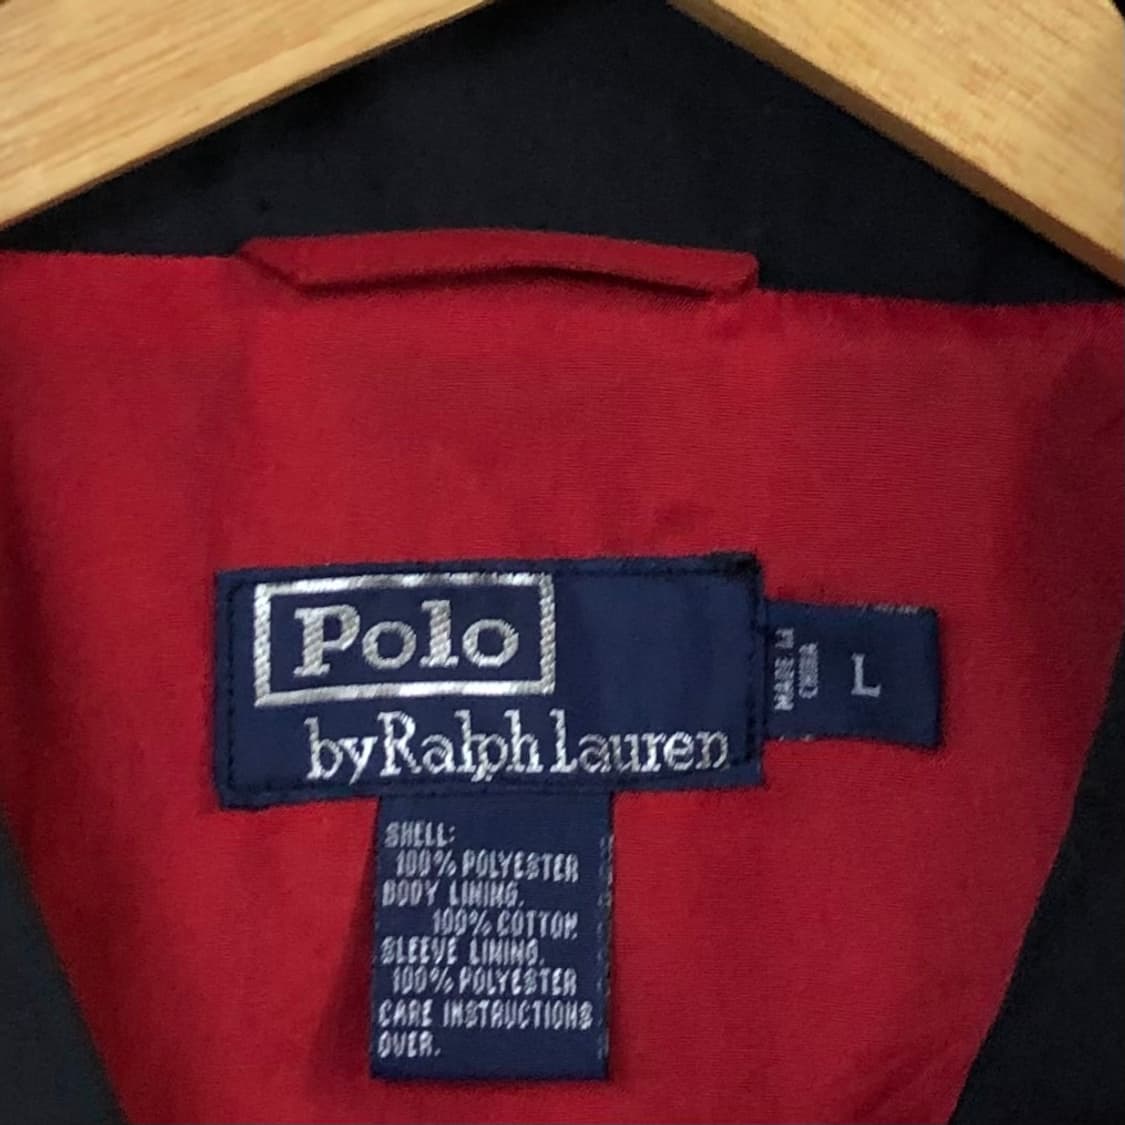 Polo
by Ralph Lauren
MADE IN
CHINA
L
SHELL:
100% POLYESTER
BODY LINING.
100% COTTON
SLEEVE LINING.
100% POLYESTER
CARE INSTRUCTIONS
OVER.